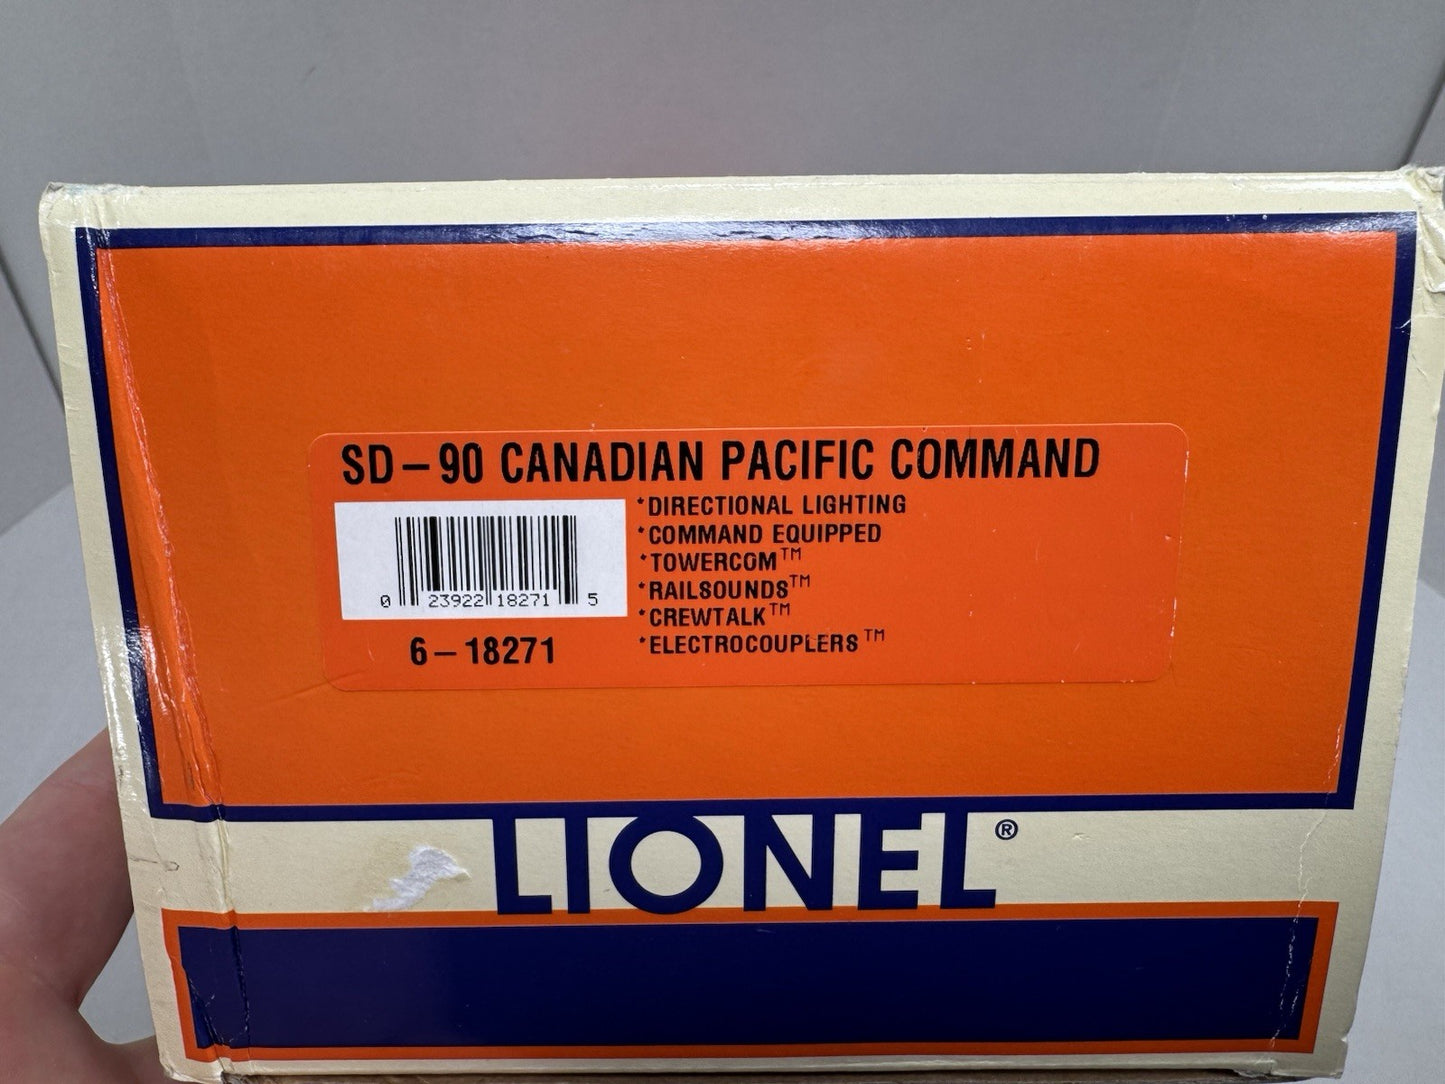 SD-90 CANADIAN PACIFIC COMMAND
*DIRECTIONAL LIGHTING
*COMMAND EQUIPPED
*TOWERCOM™
*RAILSOUNDS™
*CREWTALK™
*ELECTROCOUPLERS™
0 23922 18271 5
6-18271
LIONEL®